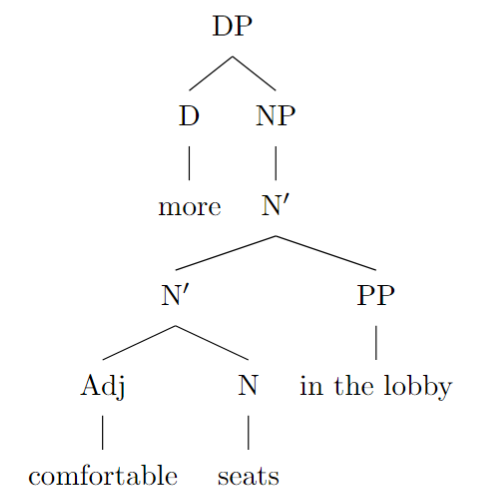 DP
D NP
more N′
N′ PP
Adj N in the lobby
comfortable seats